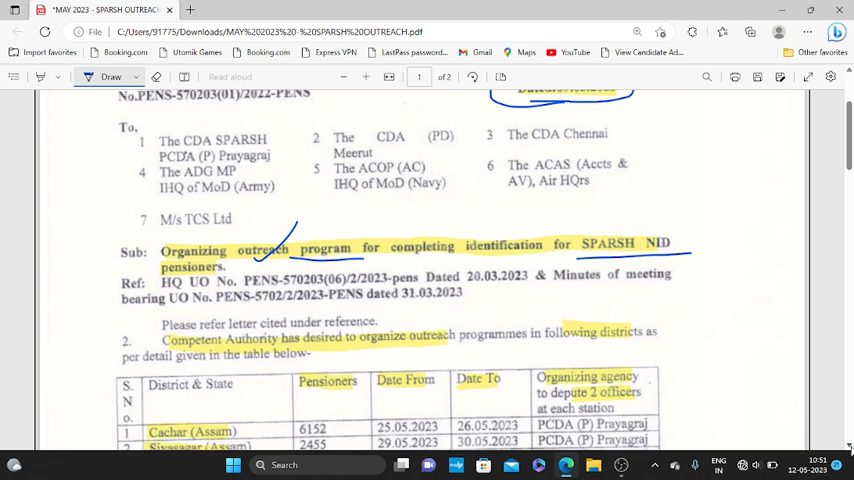 *MAY 2023 - SPARSH OUTREACH
File
C:/Users/91775/Downloads/MAY%202023%20-%20SPARSH%20OUTREACH.pdf
Import favorites
Booking.com
Utomik Games
Booking.com
Express VPN
LastPass password...
Gmail
Maps
YouTube
View Candidate Ad...
Other favorites
Draw
Read aloud
1 of 2
No.PENS-570203(01)/2022-PENS
To,
1 The CDA SPARSH 2 The CDA (PD) 3 The CDA Chennai
PCDA (P) Prayagraj Meerut
4 The ADG MP 5 The ACOP (AC) 6 The ACAS (Accts &
IHQ of MoD (Army) IHQ of MoD (Navy) AV), Air HQrs
7 M/s TCS Ltd
Sub: Organizing outreach program for completing identification for SPARSH NID
pensioners.
Ref: HQ UO No. PENS-570203(06)/2/2023-pens Dated 20.03.2023 & Minutes of meeting
bearing UO No. PENS-5702/2/2023-PENS dated 31.03.2023
Please refer letter cited under reference.
2. Competent Authority has desired to organize outreach programmes in following districts as
per detail given in the table below-
S. District & State Pensioners Date From Date To Organizing agency
N to depute 2 officers
o. at each station
1 Cachar (Assam) 6152 25.05.2023 26.05.2023 PCDA (P) Prayagraj
2 Sivasagar (Assam) 2455 29.05.2023 30.05.2023 PCDA (P) Prayagraj
Search
ENG
IN
10:51
12-05-2023